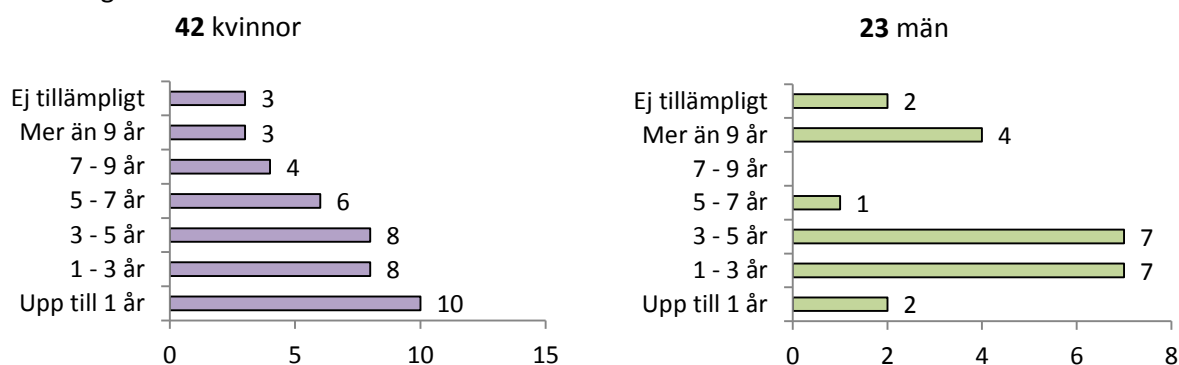 42 kvinnor
Ej tillämpligt 3
Mer än 9 år 3
7 - 9 år 4
5 - 7 år 6
3 - 5 år 8
1 - 3 år 8
Upp till 1 år 10
0 5 10 15
23 män
Ej tillämpligt 2
Mer än 9 år 4
7 - 9 år
5 - 7 år 1
3 - 5 år 7
1 - 3 år 7
Upp till 1 år 2
0 2 4 6 8